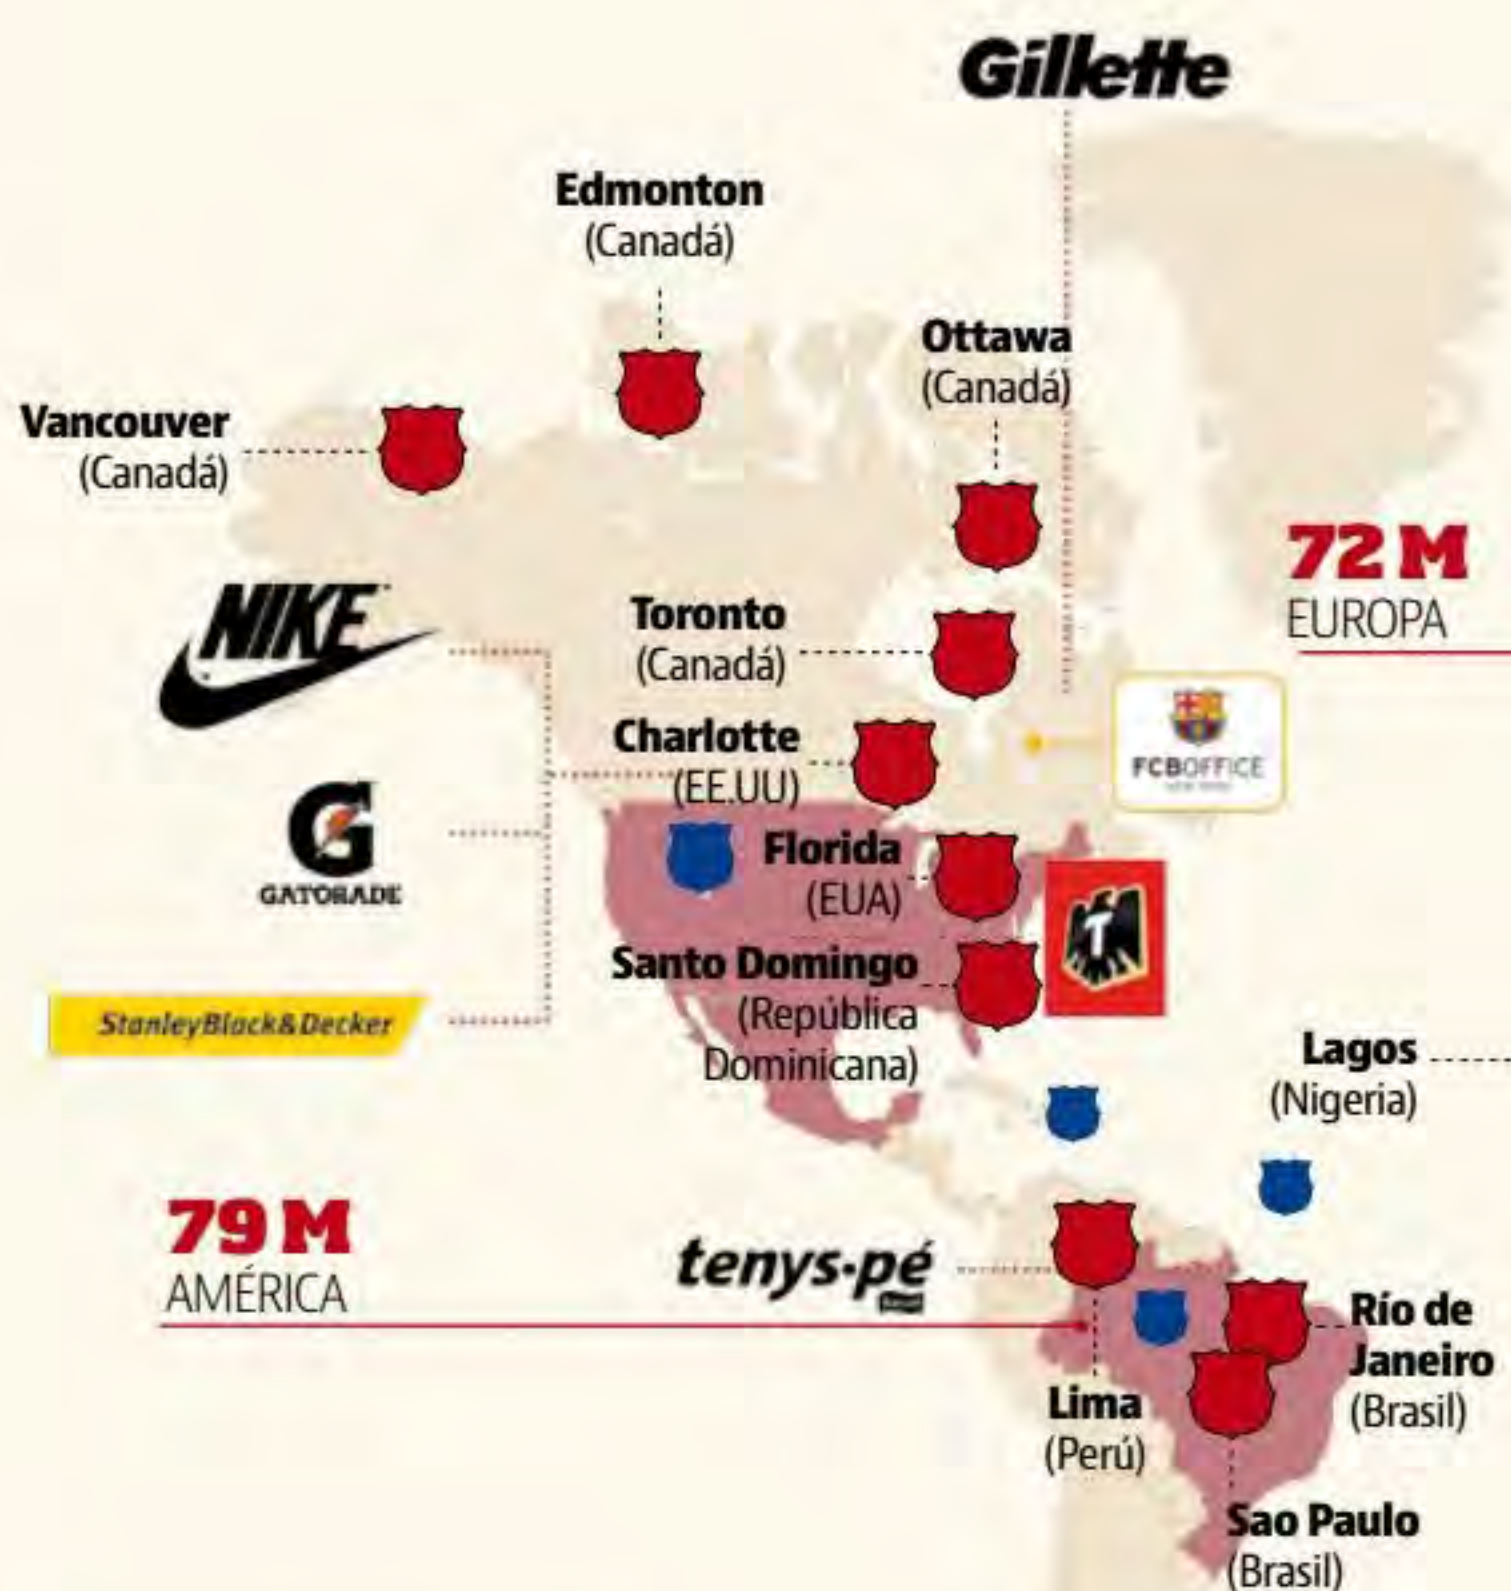 Gillette
Edmonton
(Canadá)
Ottawa
(Canadá)
Vancouver
(Canadá)
72 M
EUROPA
NIKE
Toronto
(Canadá)
FCBOFFICE
Charlotte
(EE.UU)
G
GATORADE
Florida
(EUA)
T
Santo Domingo
(República
Dominicana)
StanleyBlack&Decker
Lagos
(Nigeria)
79 M
AMÉRICA
tenys-pé
Río de
Janeiro
(Brasil)
Lima
(Perú)
Sao Paulo
(Brasil)